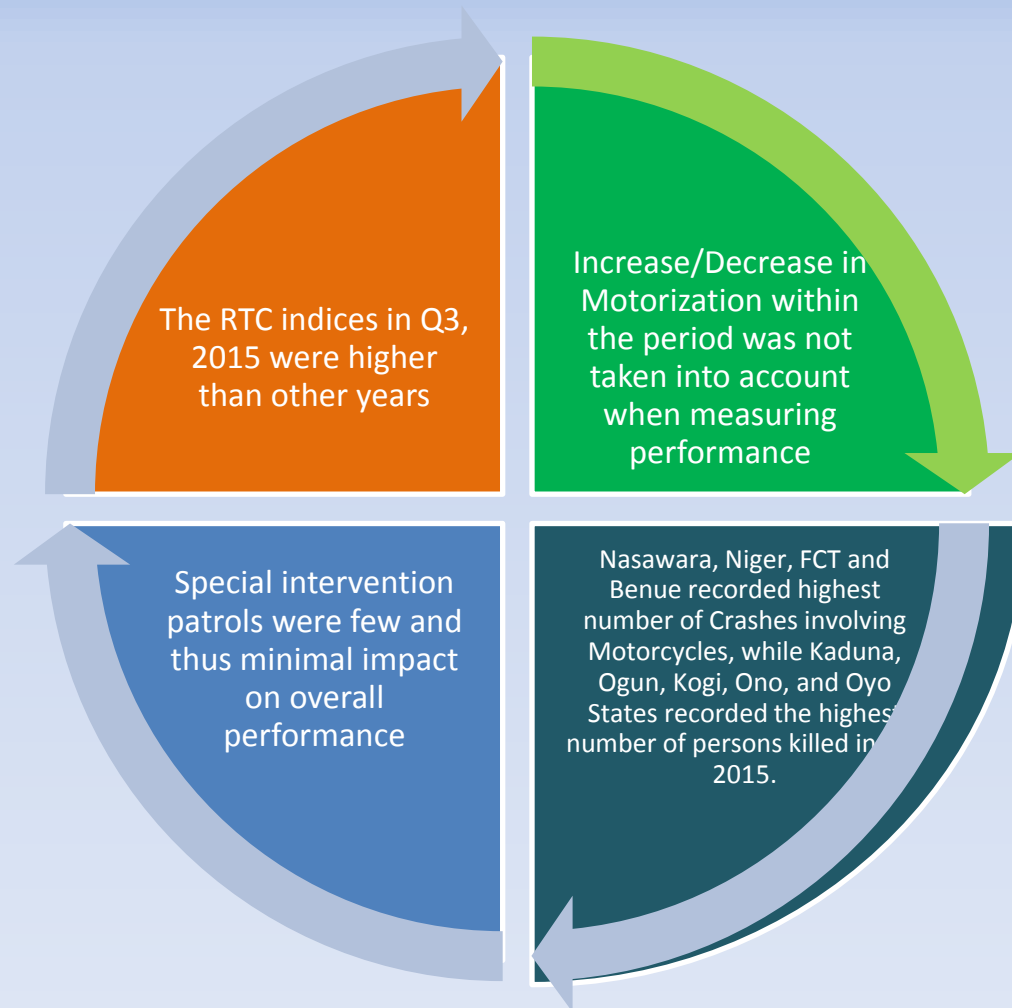 The RTC indices in Q3,
2015 were higher
than other years
Increase/Decrease in
Motorization within
the period was not
taken into account
when measuring
performance
Special intervention
patrols were few and
thus minimal impact
on overall
performance
Nasawara, Niger, FCT and
Benue recorded highest
number of Crashes involving
Motorcycles, while Kaduna,
Ogun, Kogi, Ono, and Oyo
States recorded the highest
number of persons killed in
2015.